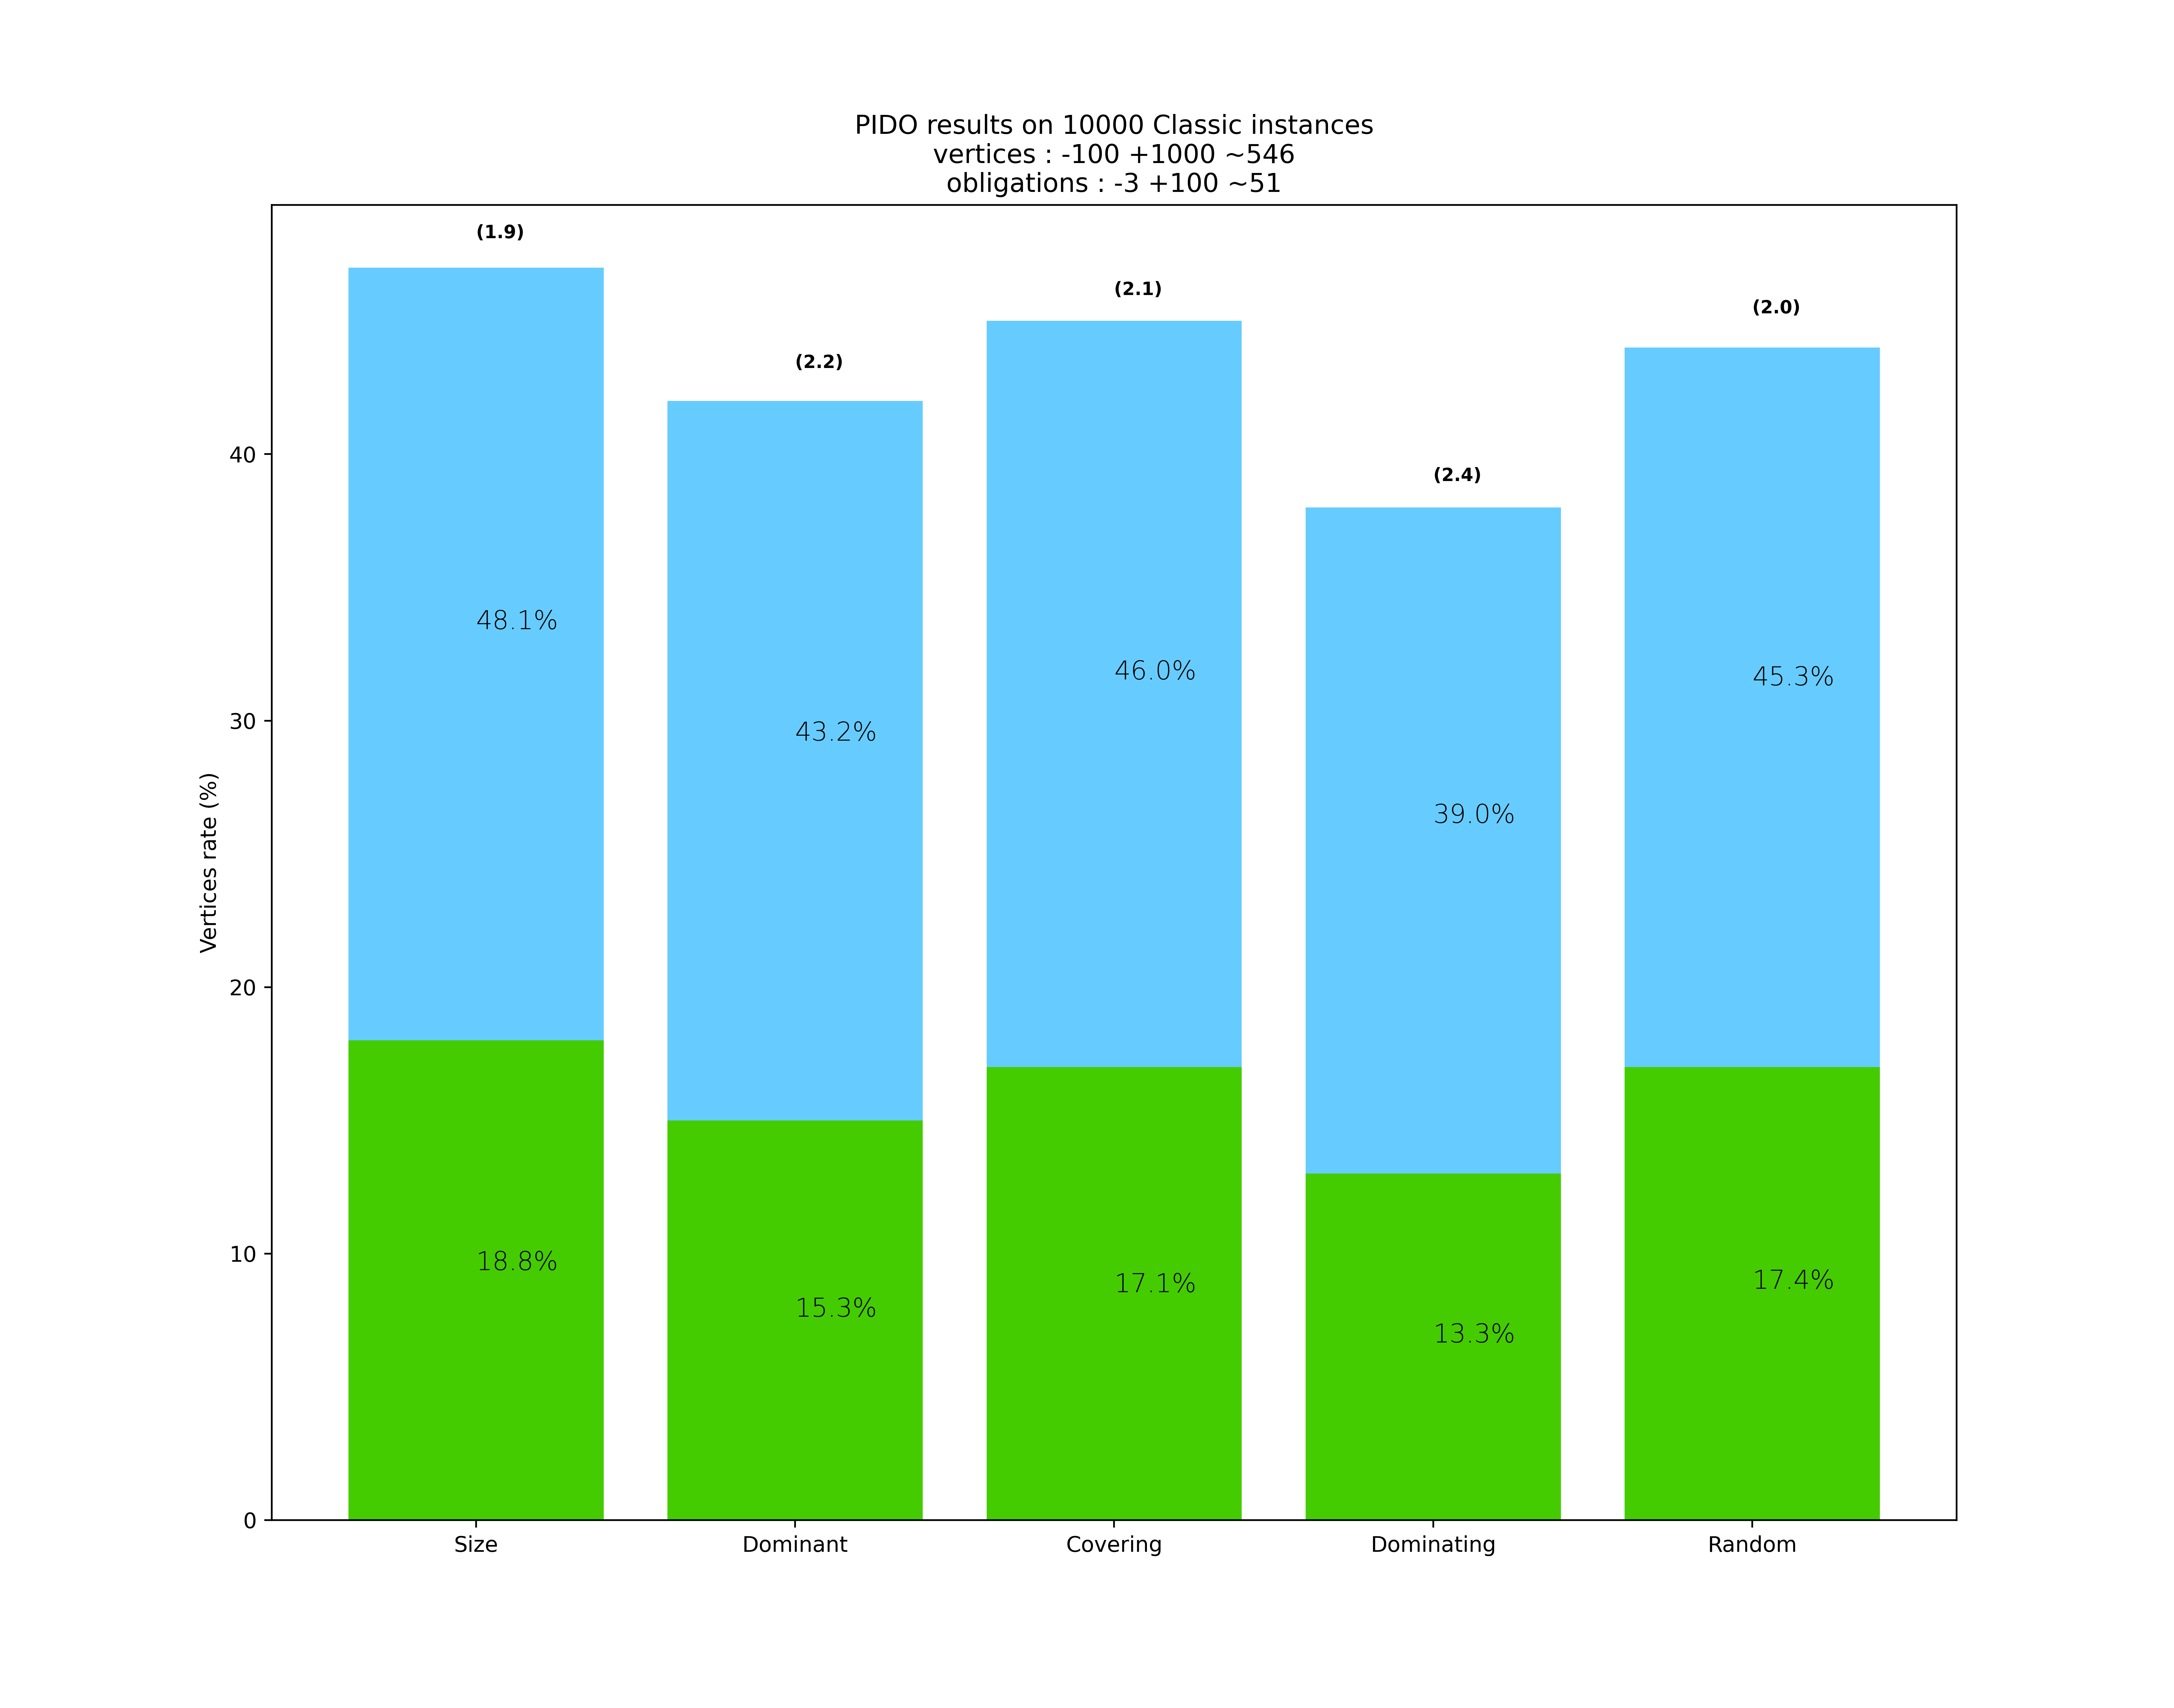 PIDO results on 10000 Classic instances
vertices : -100 +1000 ~546
obligations : -3 +100 ~51
(1.9)
(2.1)
(2.0)
(2.2)
(2.4)
48.1%
43.2%
46.0%
39.0%
45.3%
18.8%
15.3%
17.1%
13.3%
17.4%
Vertices rate (%)
40
30
20
10
0
Size
Dominant
Covering
Dominating
Random